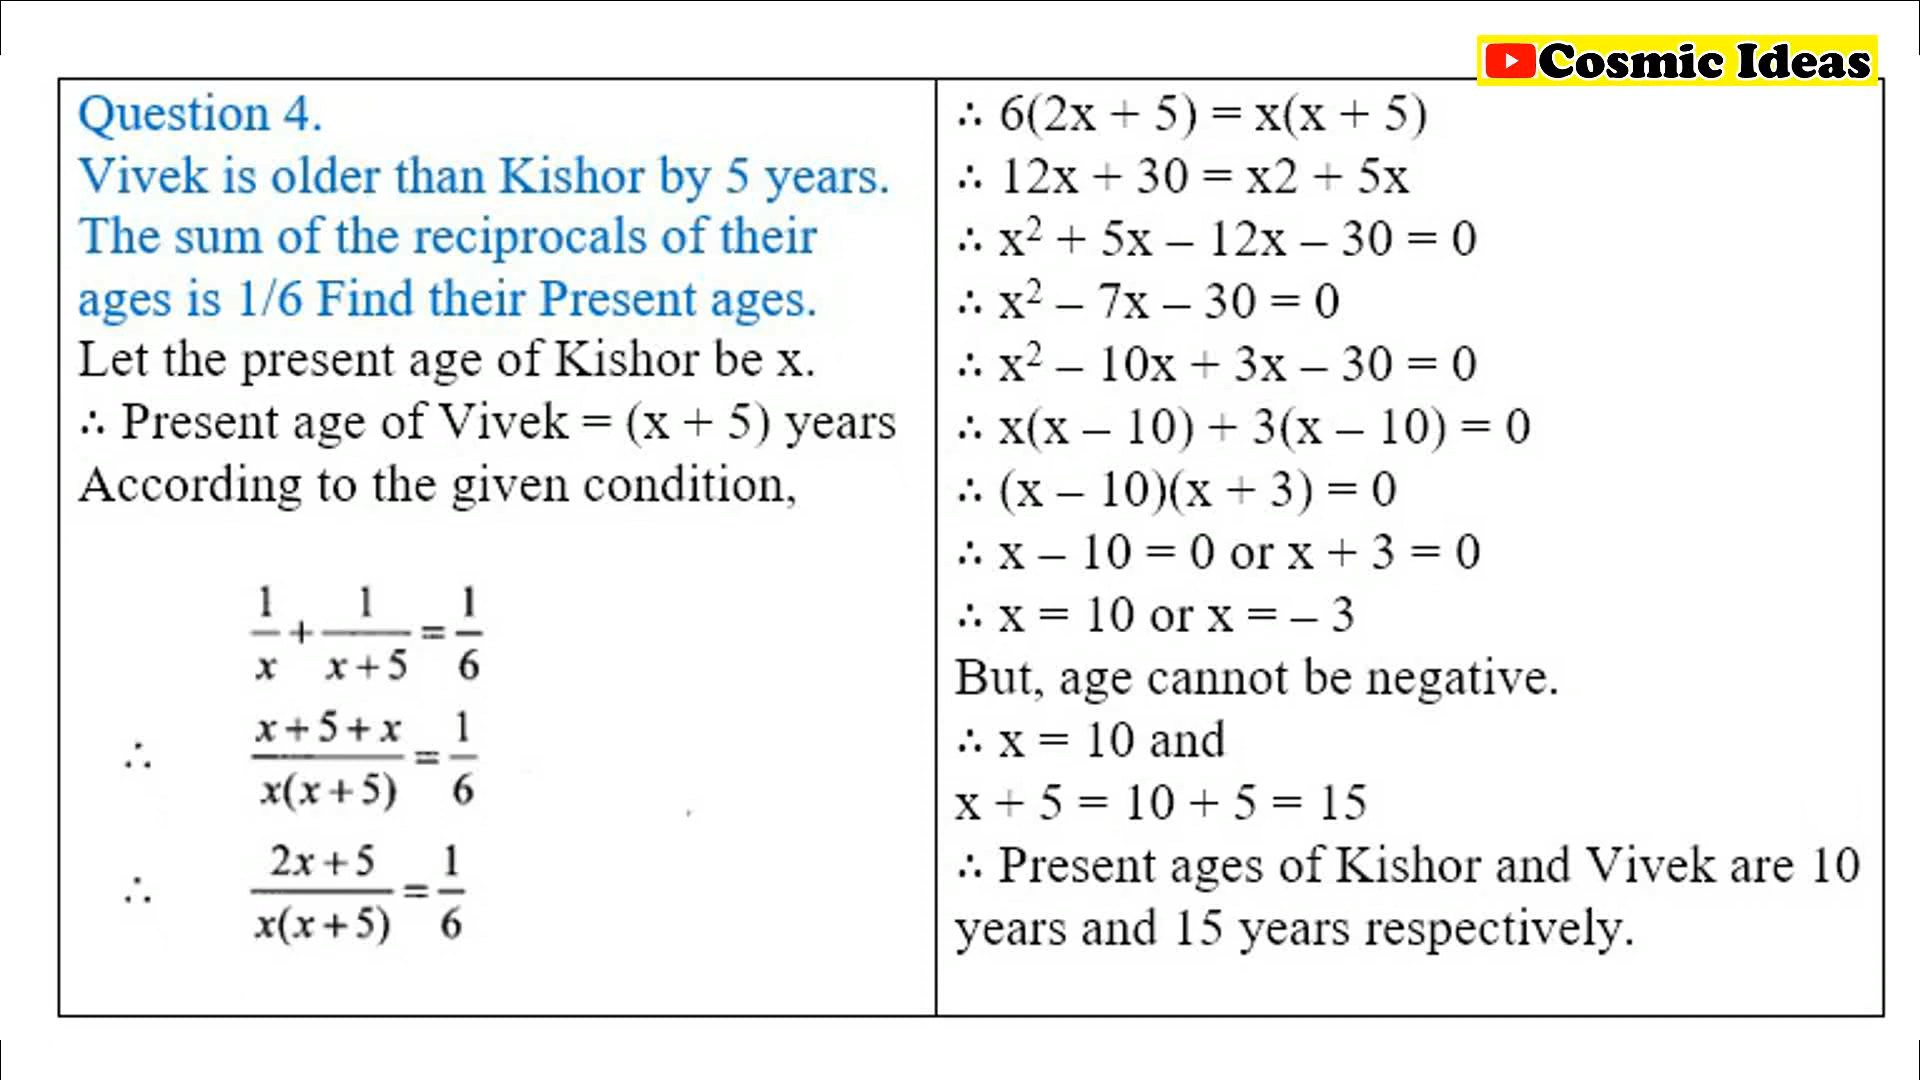 Cosmic Ideas
Question 4.
Vivek is older than Kishor by 5 years.
The sum of the reciprocals of their
ages is 1/6 Find their Present ages.
Let the present age of Kishor be x.
∴ Present age of Vivek = (x + 5) years
According to the given condition,
1/x + 1/(x+5) = 1/6
∴ (x+5+x)/(x(x+5)) = 1/6
∴ (2x+5)/(x(x+5)) = 1/6
∴ 6(2x + 5) = x(x + 5)
∴ 12x + 30 = x2 + 5x
∴ x² + 5x – 12x – 30 = 0
∴ x² – 7x – 30 = 0
∴ x² – 10x + 3x – 30 = 0
∴ x(x – 10) + 3(x – 10) = 0
∴ (x – 10)(x + 3) = 0
∴ x – 10 = 0 or x + 3 = 0
∴ x = 10 or x = – 3
But, age cannot be negative.
∴ x = 10 and
x + 5 = 10 + 5 = 15
∴ Present ages of Kishor and Vivek are 10
years and 15 years respectively.